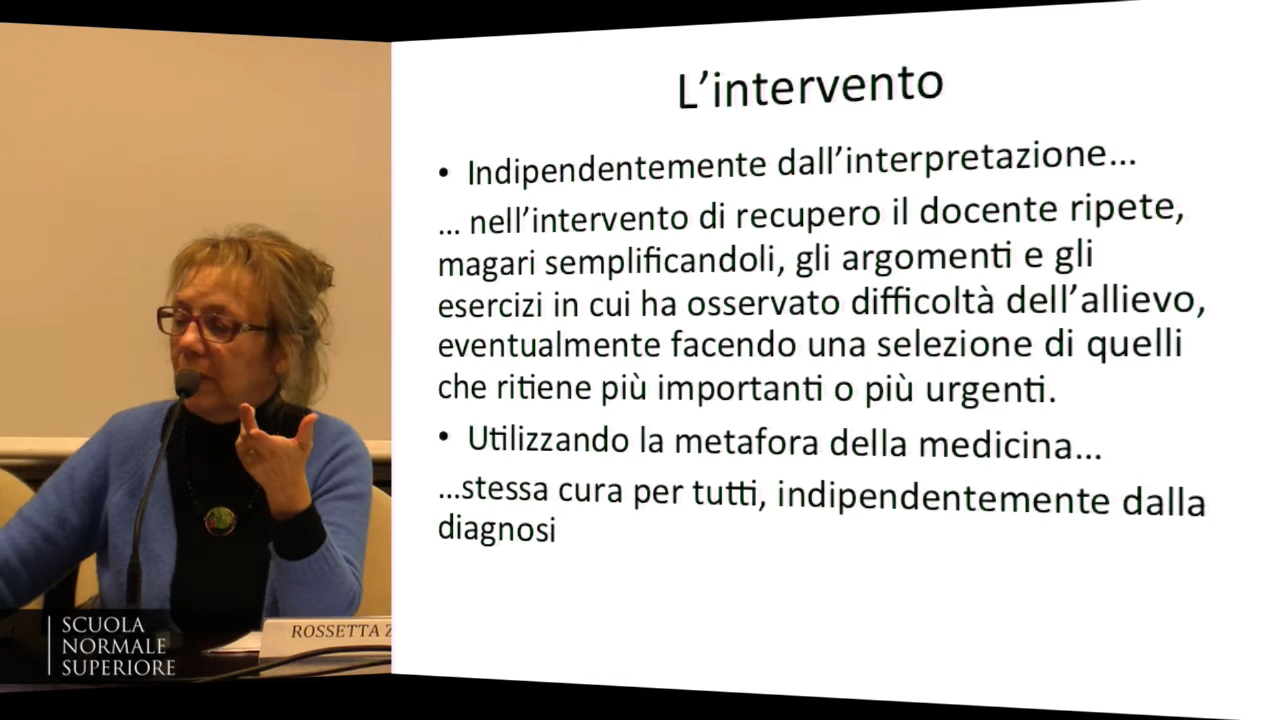 L'intervento
• Indipendentemente dall'interpretazione...
... nell'intervento di recupero il docente ripete,
magari semplificandoli, gli argomenti e gli
esercizi in cui ha osservato difficoltà dell'allievo,
eventualmente facendo una selezione di quelli
che ritiene più importanti o più urgenti.
• Utilizzando la metafora della medicina...
...stessa cura per tutti, indipendentemente dalla
diagnosi
SCUOLA
NORMALE
SUPERIORE
ROSSETTA Z